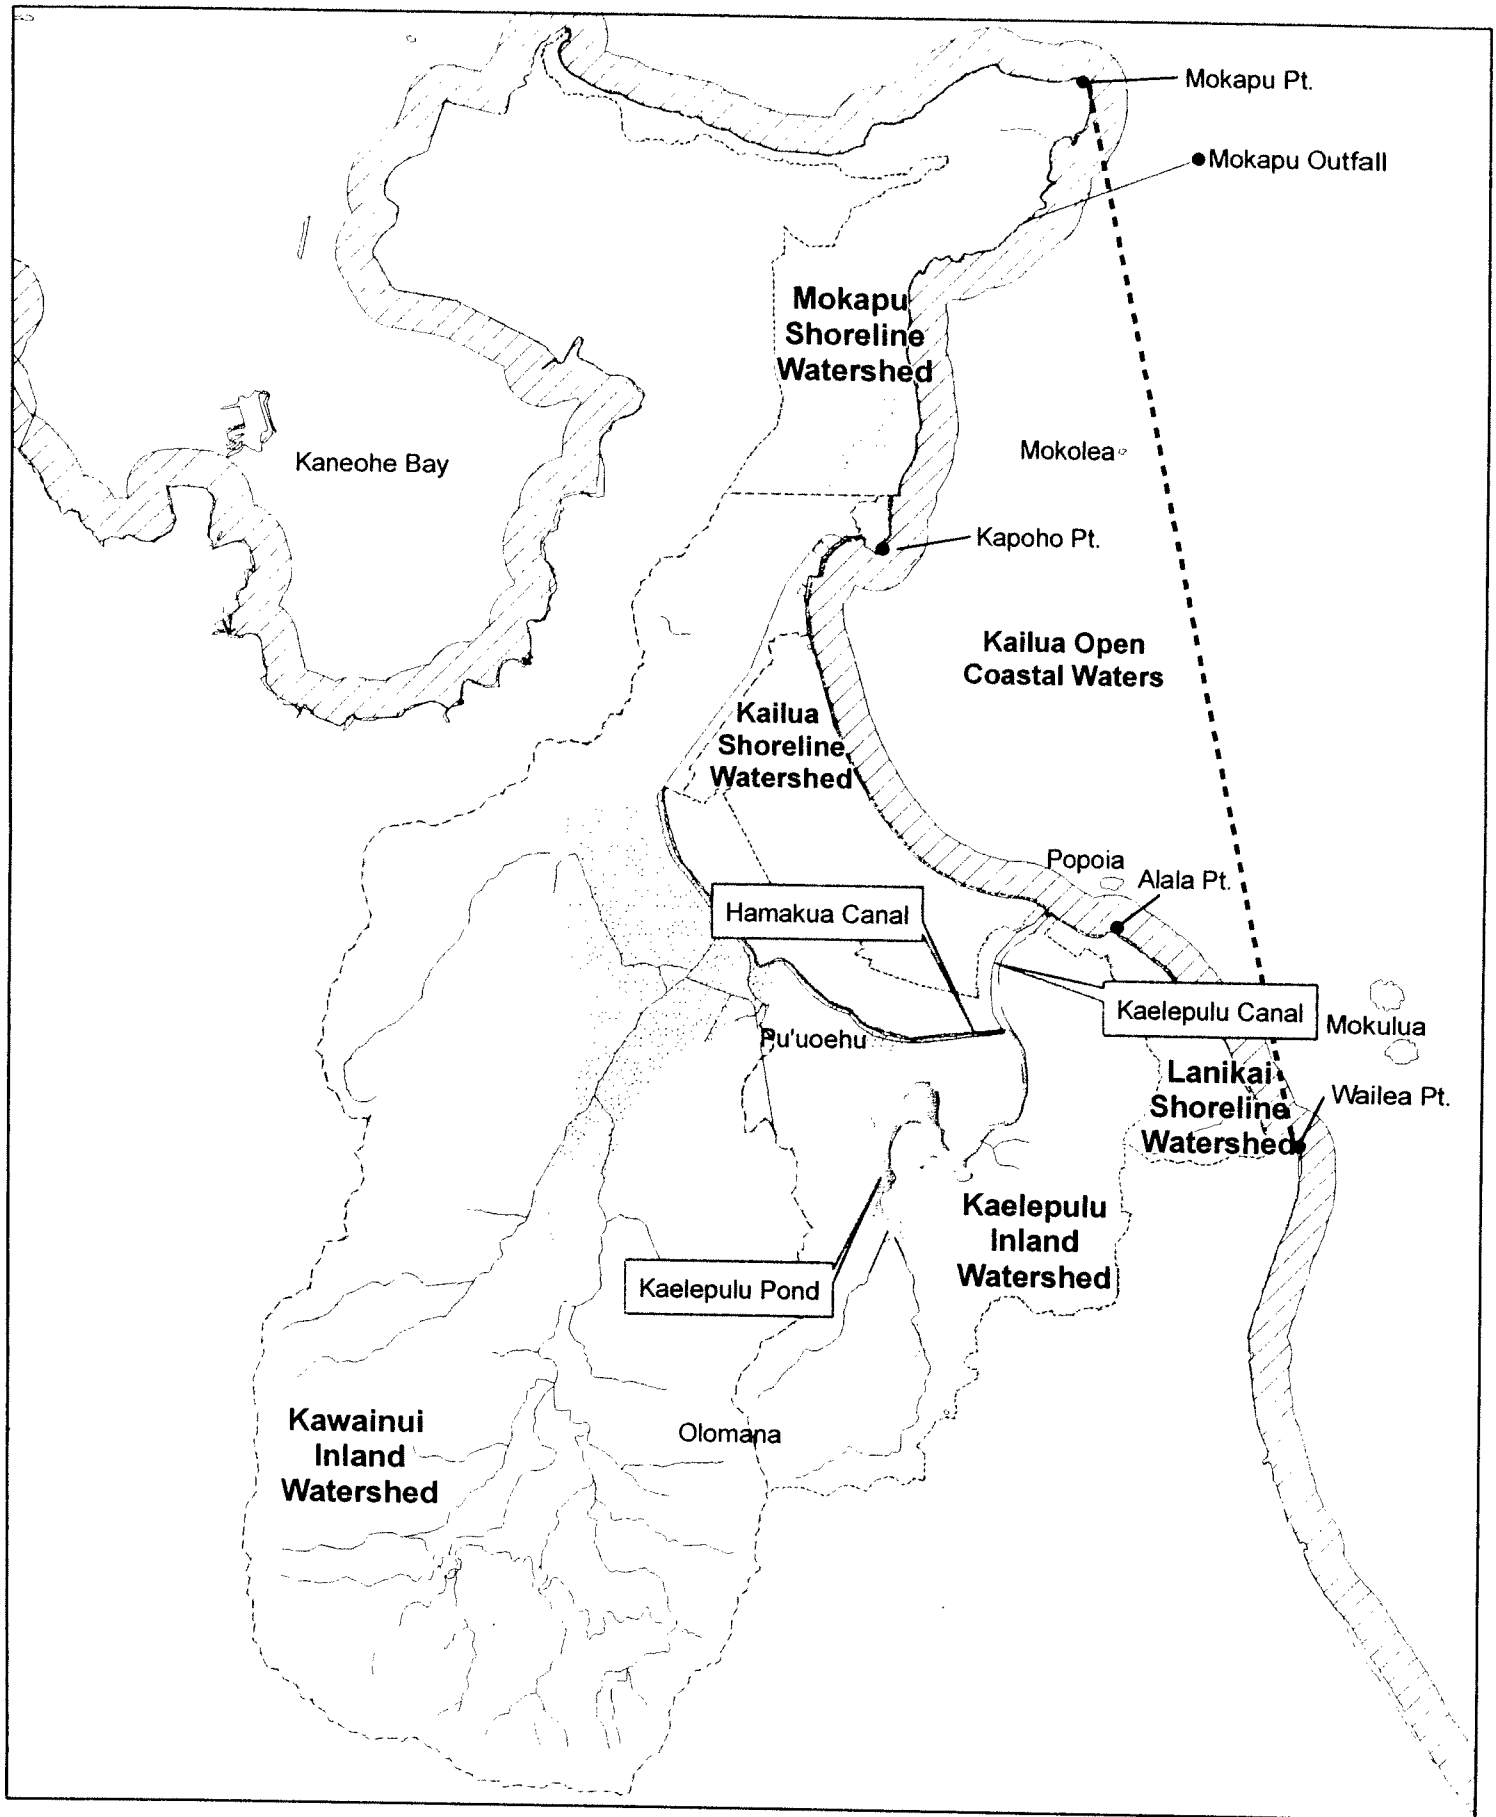 Mokapu Pt.
Mokapu Outfall
Mokapu
Shoreline
Watershed
Kaneohe Bay
Mokolea
Kapoho Pt.
Kailua Open
Coastal Waters
Kailua
Shoreline
Watershed
Popoia
Alala Pt.
Hamakua Canal
Kaelepulu Canal
Mokulua
Pu'uoehu
Lanikai
Shoreline
Watershed
Wailea Pt.
Kaelepulu
Inland
Watershed
Kaelepulu Pond
Kawainui
Inland
Watershed
Olomana